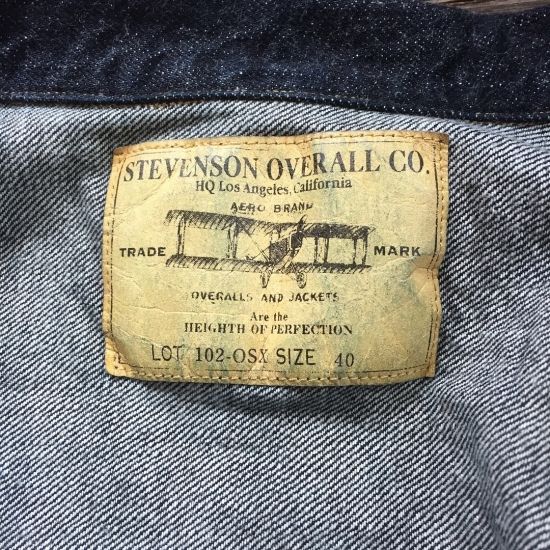 STEVENSON OVERALL CO.
HQ Los Angeles, California
AERO BRAND
TRADE MARK
OVERALLS AND JACKETS
Are the
HEIGHTH OF PERFECTION
LOT 102-OSX SIZE 40